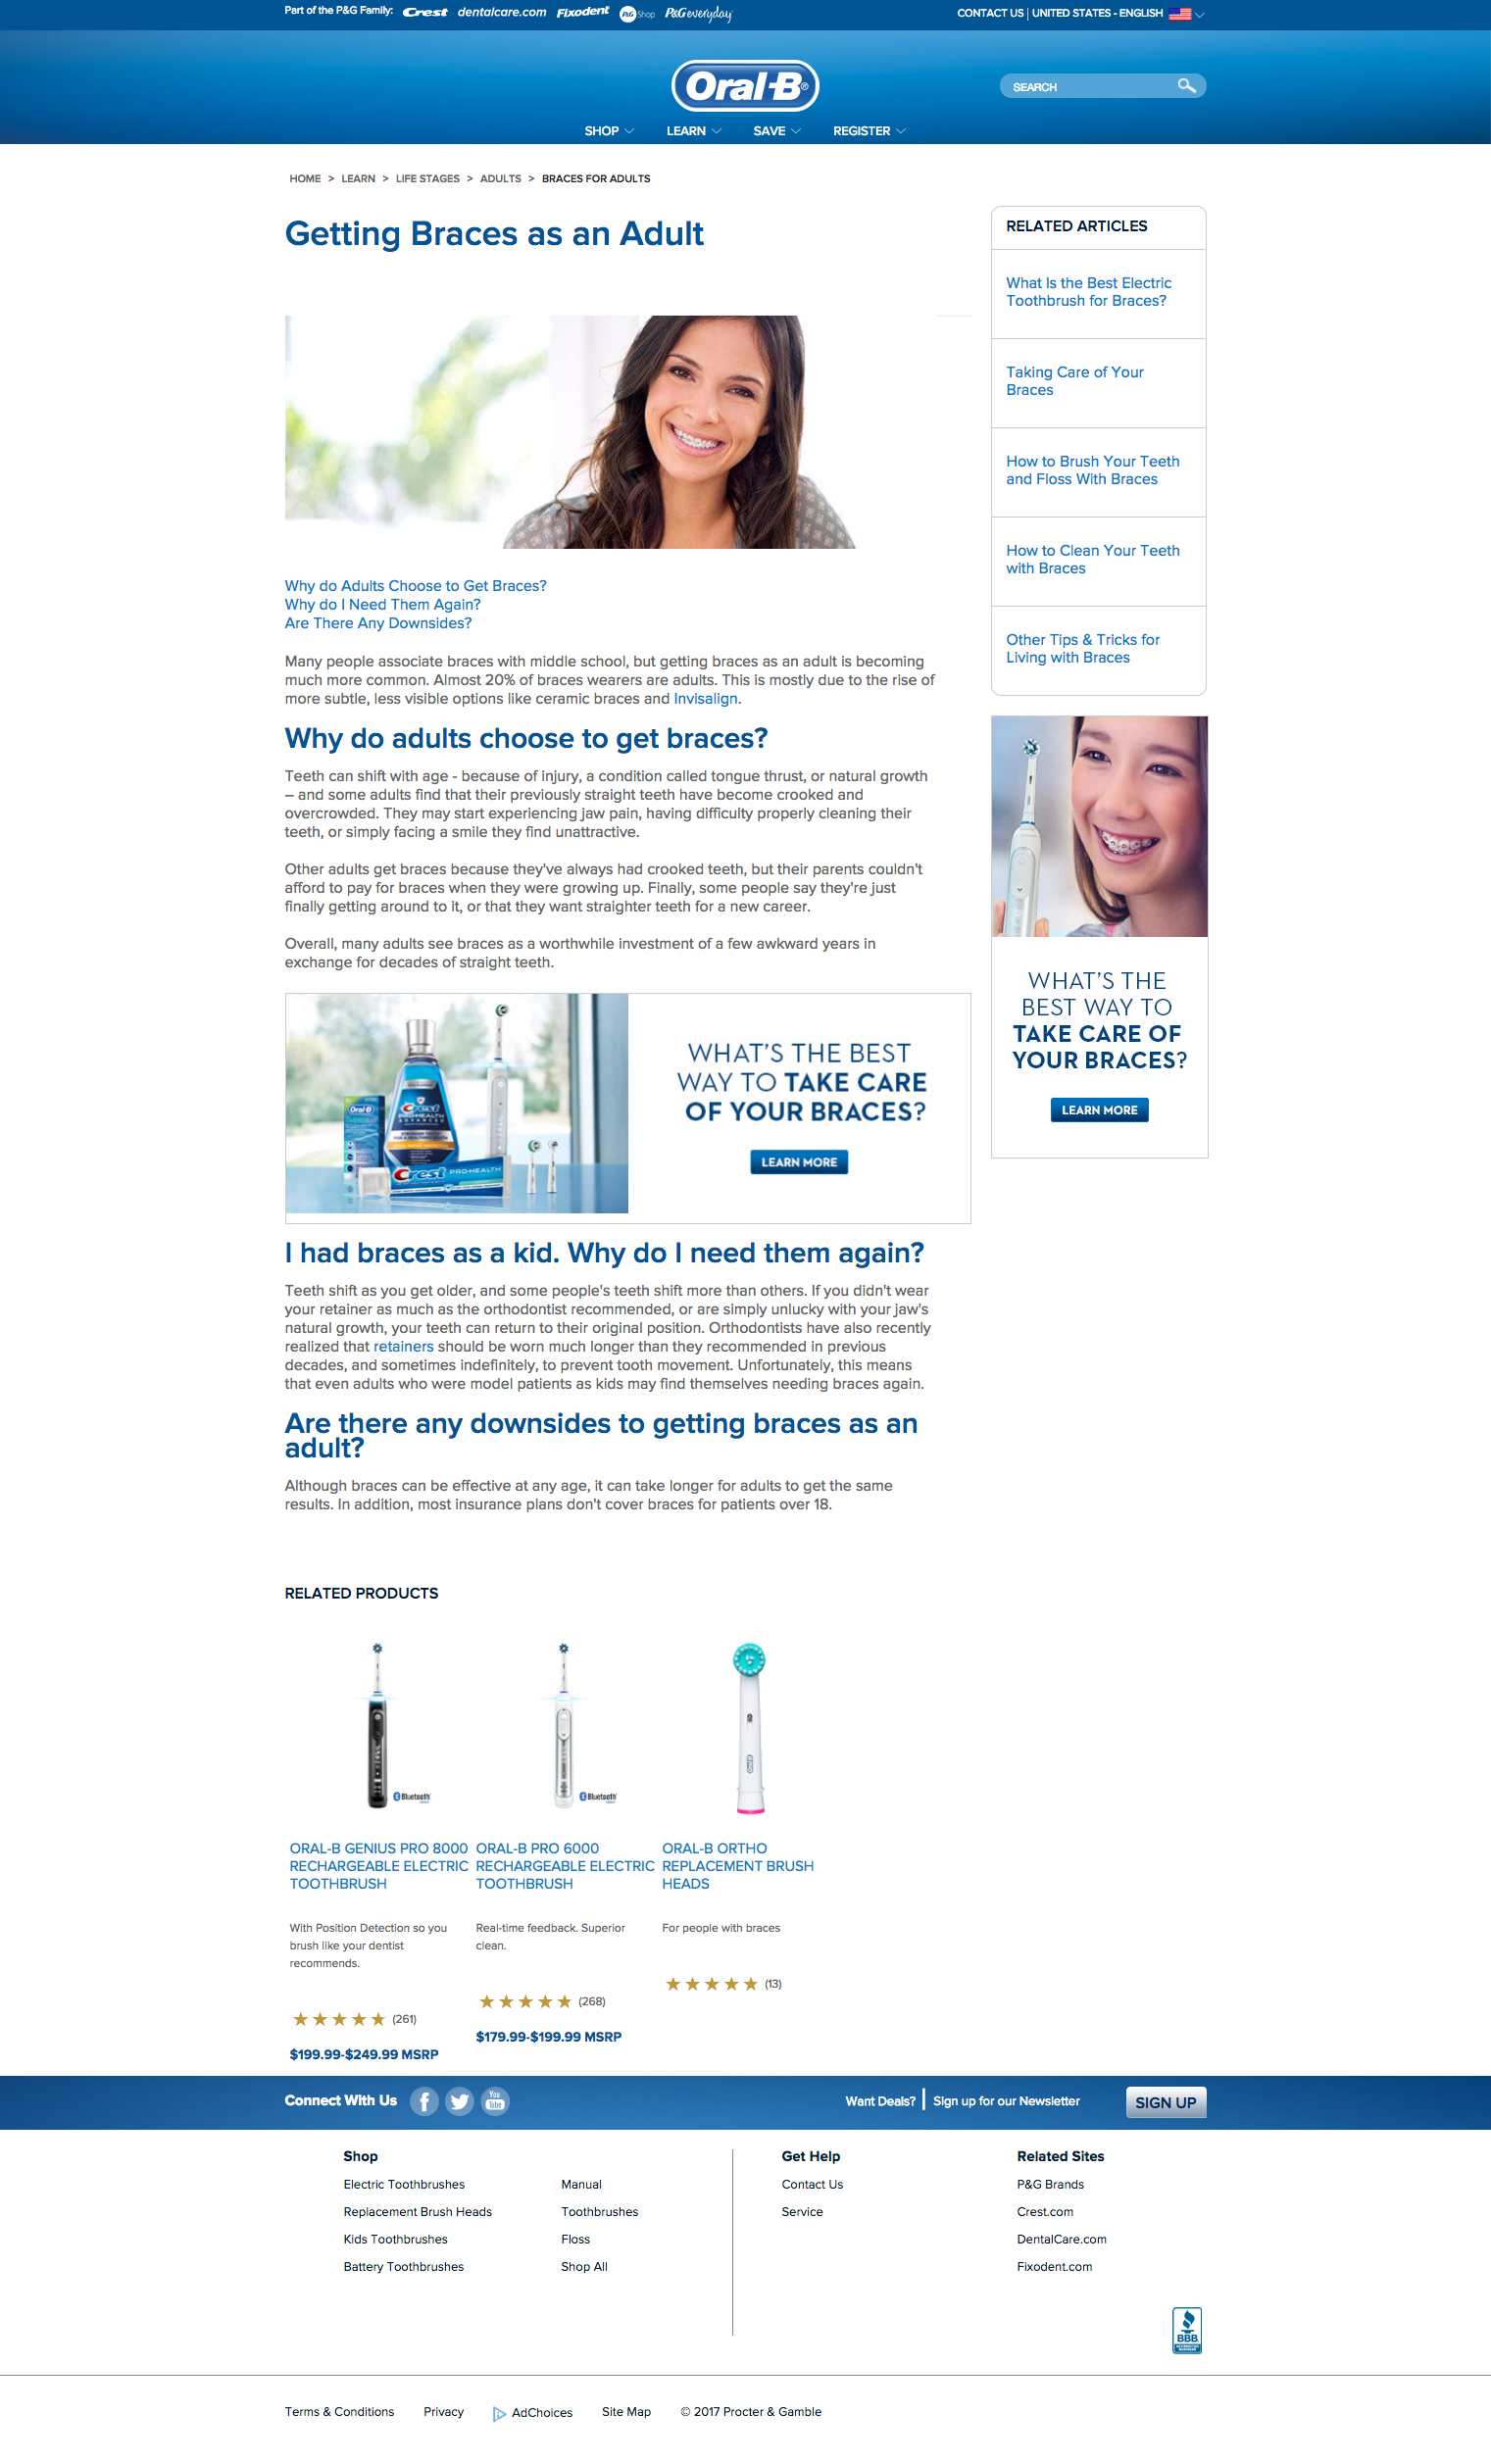 Part of the P&G Family: Crest dentalcare.com Fixodent P&G Shop P&Geveryday
CONTACT US | UNITED STATES - ENGLISH
Oral-B®
SEARCH
SHOP LEARN SAVE REGISTER
HOME > LEARN > LIFE STAGES > ADULTS > BRACES FOR ADULTS
Getting Braces as an Adult
Why do Adults Choose to Get Braces?
Why do I Need Them Again?
Are There Any Downsides?
Many people associate braces with middle school, but getting braces as an adult is becoming
much more common. Almost 20% of braces wearers are adults. This is mostly due to the rise of
more subtle, less visible options like ceramic braces and Invisalign.
Why do adults choose to get braces?
Teeth can shift with age - because of injury, a condition called tongue thrust, or natural growth
– and some adults find that their previously straight teeth have become crooked and
overcrowded. They may start experiencing jaw pain, having difficulty properly cleaning their
teeth, or simply facing a smile they find unattractive.
Other adults get braces because they've always had crooked teeth, but their parents couldn't
afford to pay for braces when they were growing up. Finally, some people say they're just
finally getting around to it, or that they want straighter teeth for a new career.
Overall, many adults see braces as a worthwhile investment of a few awkward years in
exchange for decades of straight teeth.
Oral-B
Crest
PRO-HEALTH
ADVANCED
Crest PRO-HEALTH
WHAT'S THE BEST
WAY TO TAKE CARE
OF YOUR BRACES?
LEARN MORE
I had braces as a kid. Why do I need them again?
Teeth shift as you get older, and some people's teeth shift more than others. If you didn't wear
your retainer as much as the orthodontist recommended, or are simply unlucky with your jaw's
natural growth, your teeth can return to their original position. Orthodontists have also recently
realized that retainers should be worn much longer than they recommended in previous
decades, and sometimes indefinitely, to prevent tooth movement. Unfortunately, this means
that even adults who were model patients as kids may find themselves needing braces again.
Are there any downsides to getting braces as an
adult?
Although braces can be effective at any age, it can take longer for adults to get the same
results. In addition, most insurance plans don't cover braces for patients over 18.
RELATED ARTICLES
What Is the Best Electric
Toothbrush for Braces?
Taking Care of Your
Braces
How to Brush Your Teeth
and Floss With Braces
How to Clean Your Teeth
with Braces
Other Tips & Tricks for
Living with Braces
WHAT'S THE
BEST WAY TO
TAKE CARE OF
YOUR BRACES?
LEARN MORE
RELATED PRODUCTS
Bluetooth
ORAL-B GENIUS PRO 8000
RECHARGEABLE ELECTRIC
TOOTHBRUSH
With Position Detection so you
brush like your dentist
recommends.
(261)
$199.99-$249.99 MSRP
Bluetooth
ORAL-B PRO 6000
RECHARGEABLE ELECTRIC
TOOTHBRUSH
Real-time feedback. Superior
clean.
(268)
$179.99-$199.99 MSRP
Oral-B
ORAL-B ORTHO
REPLACEMENT BRUSH
HEADS
For people with braces
(13)
Connect With Us
You
Tube
Want Deals? | Sign up for our Newsletter
SIGN UP
Shop
Electric Toothbrushes
Replacement Brush Heads
Kids Toothbrushes
Battery Toothbrushes
Manual
Toothbrushes
Floss
Shop All
Get Help
Contact Us
Service
Related Sites
P&G Brands
Crest.com
DentalCare.com
Fixodent.com
BBB
ACCREDITED
BUSINESS
Terms & Conditions Privacy AdChoices Site Map © 2017 Procter & Gamble